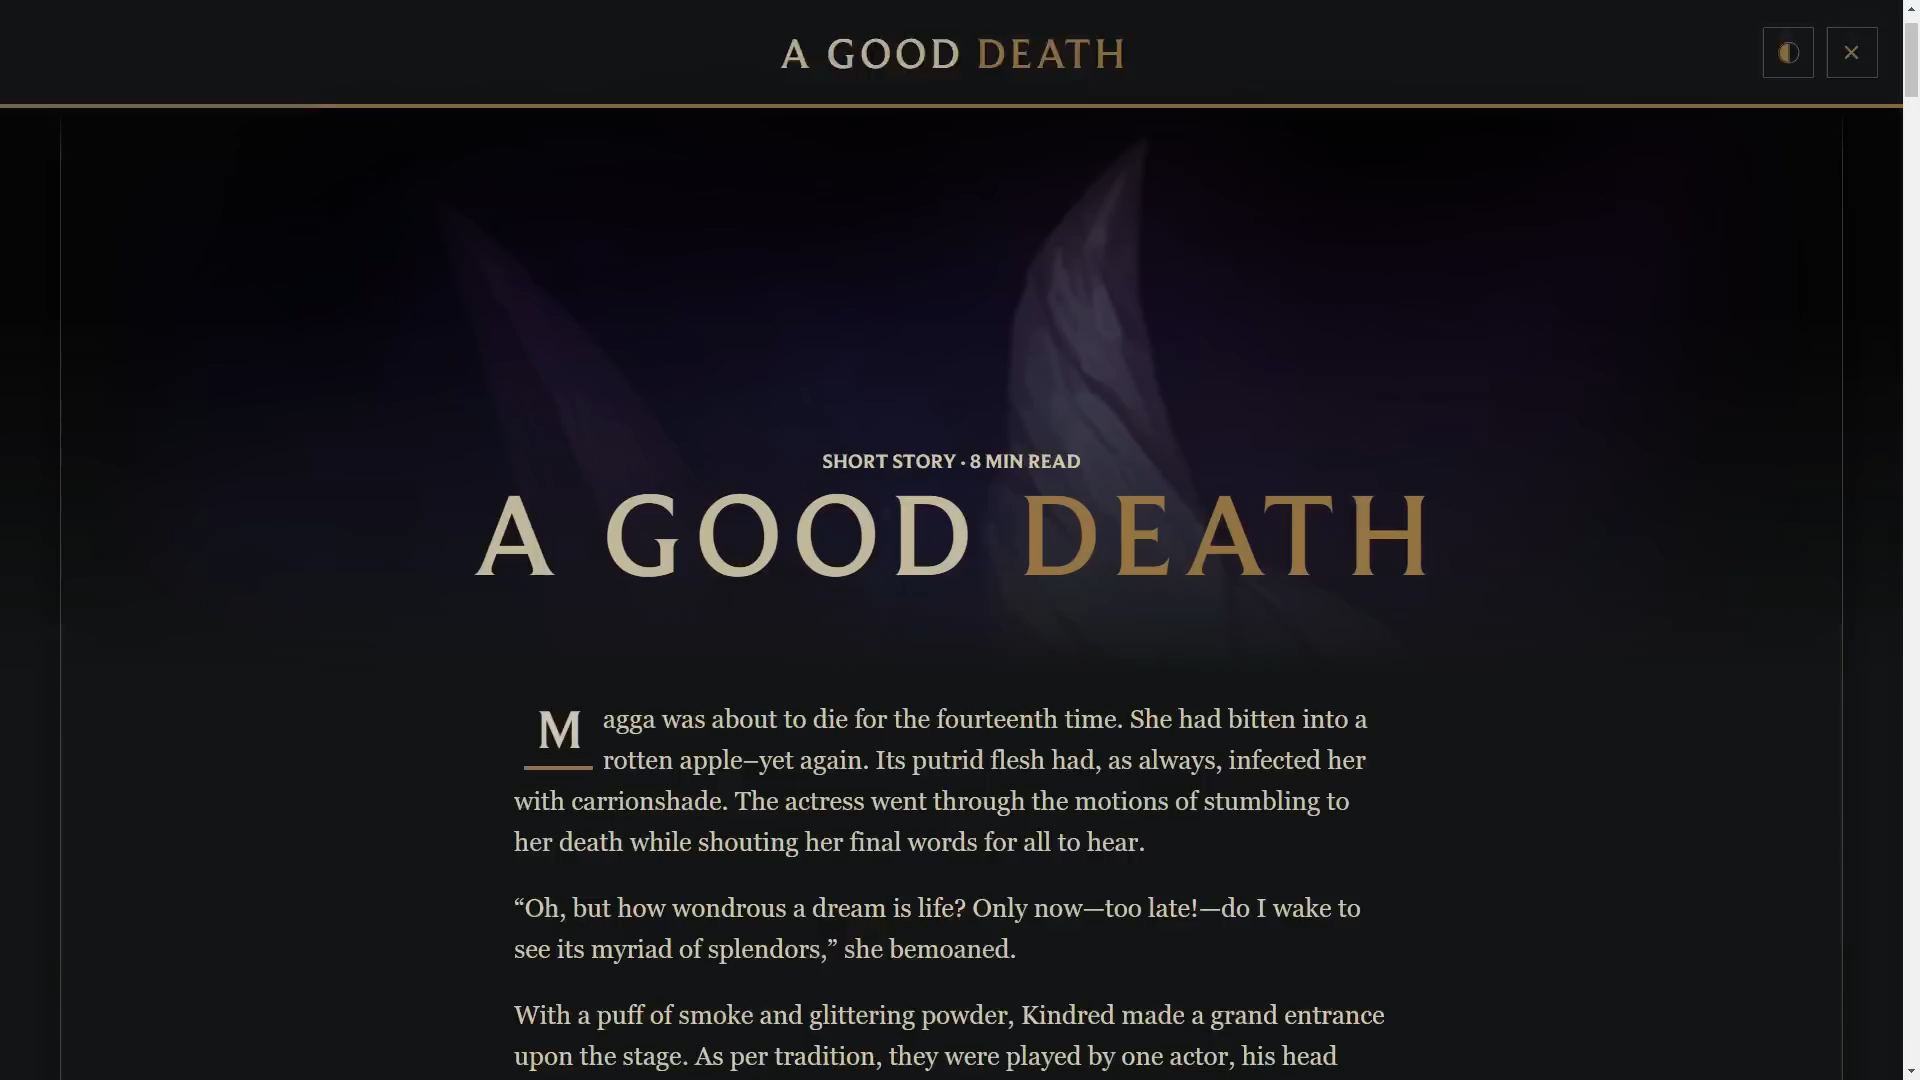 A GOOD DEATH
SHORT STORY · 8 MIN READ
A GOOD DEATH
Magga was about to die for the fourteenth time. She had bitten into a
rotten apple–yet again. Its putrid flesh had, as always, infected her
with carrionshade. The actress went through the motions of stumbling to
her death while shouting her final words for all to hear.
“Oh, but how wondrous a dream is life? Only now—too late!—do I wake to
see its myriad of splendors,” she bemoaned.
With a puff of smoke and glittering powder, Kindred made a grand entrance
upon the stage. As per tradition, they were played by one actor, his head